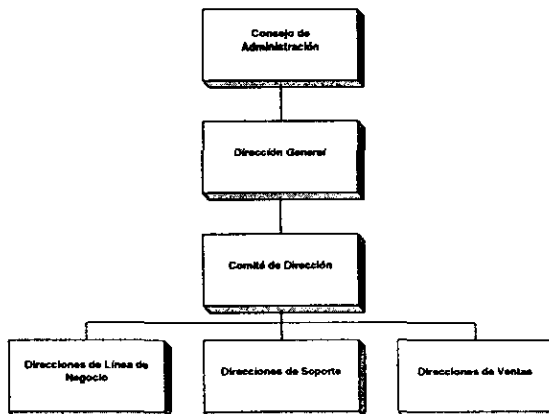 Consejo de
Administración
Dirección General
Comité de Dirección
Direcciones de Línea de
Negocio
Direcciones de Soporte
Direcciones de Ventas